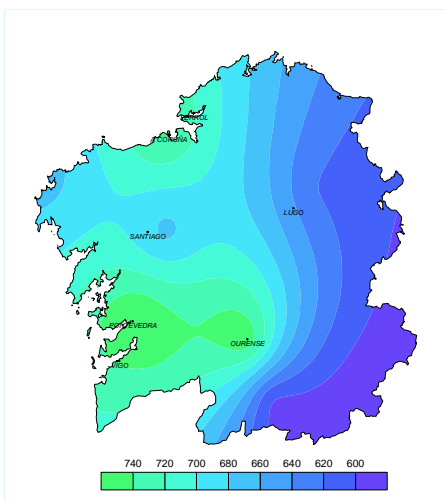 FERROL
A CORUÑA
LUGO
SANTIAGO
PONTEVEDRA
OURENSE
VIGO
740 720 700 680 660 640 620 600